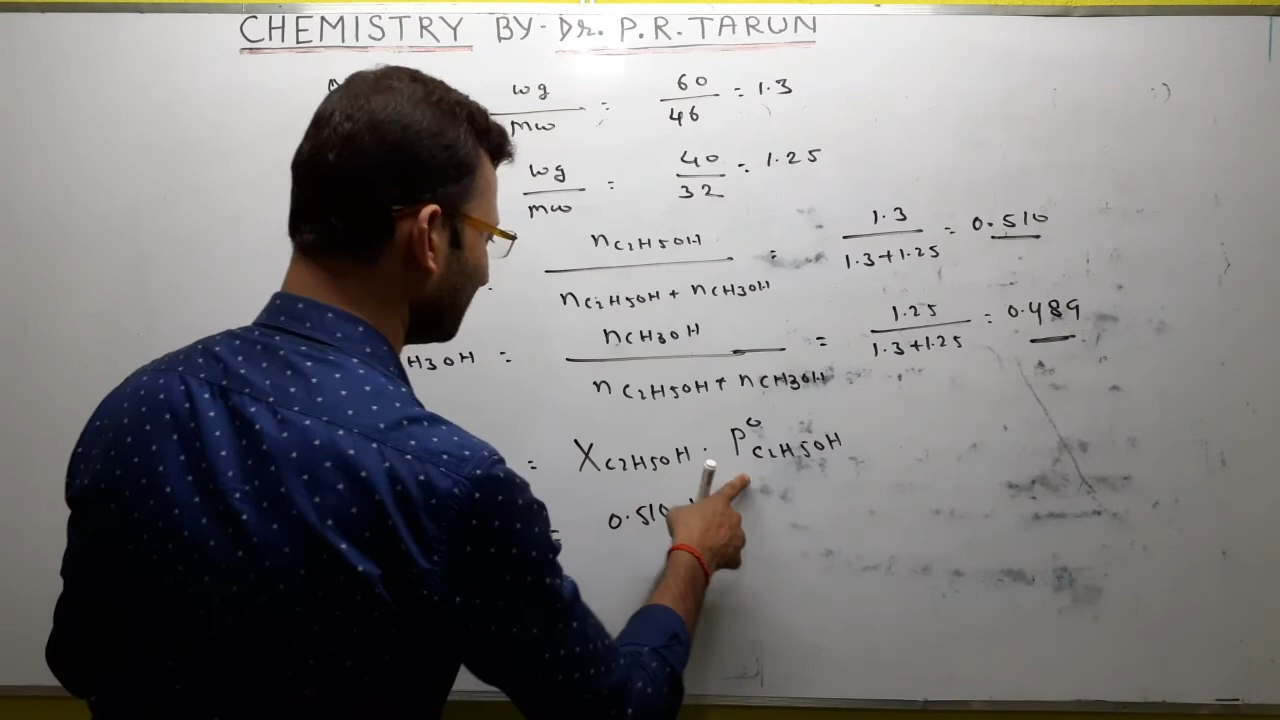 CHEMISTRY BY- Dr. P.R. TARUN
wg / mw = 60 / 46 = 1.3
wg / mw = 40 / 32 = 1.25
nC2H5OH / nC2H5OH + nCH3OH = 1.3 / 1.3+1.25 = 0.510
H3OH = nCH3OH / nC2H5OH + nCH3OH = 1.25 / 1.3+1.25 = 0.489
= XC2H5OH . P°C2H5OH
= 0.510